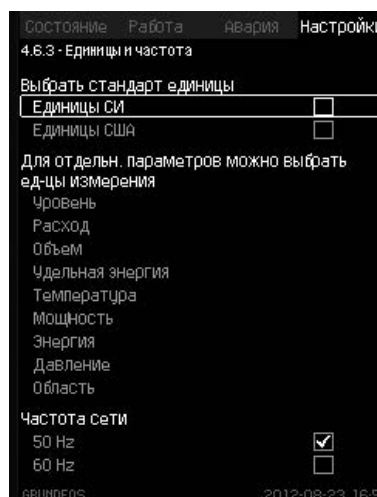 Состояние Работа Авария Настройки
4.6.3 - Единицы и частота
Выбрать стандарт единицы
Единицы СИ
Единицы США
Для отдельн. параметров можно выбрать
ед-цы измерения
Уровень
Расход
Объем
Удельная энергия
Температура
Мощность
Энергия
Давление
Область
Частота сети
50 Hz
60 Hz
GRUNDFOS 2012-08-23